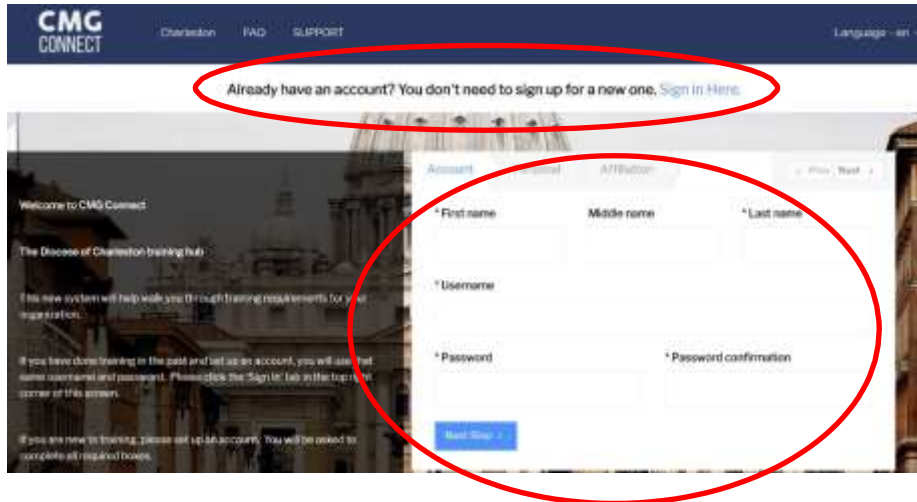 CMG
CONNECT
Charleston FAQ SUPPORT
Language - en
Already have an account? You don't need to sign up for a new one. Sign in Here.
Account Affiliation Prev Next
Welcome to CMG Connect
The Diocese of Charleston training hub
This new system will help walk you through training requirements for your
organization.
If you have done training in the past and set up an account, you will use that
same username and password. Please click the 'Sign In' tab in the top right
corner of this screen.
If you are new to training, please set up an account. You will be asked to
complete all required boxes.
* First name Middle name * Last name
* Username
* Password * Password confirmation
Next Step >